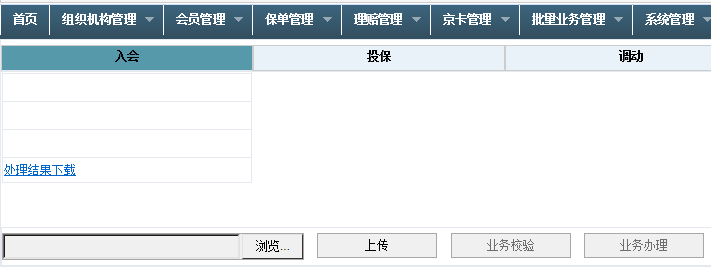 首页 组织机构管理 会员管理 保单管理 理赔管理 京卡管理 批量业务管理 系统管理
入会 投保 调动
处理结果下载
浏览... 上传 业务校验 业务办理